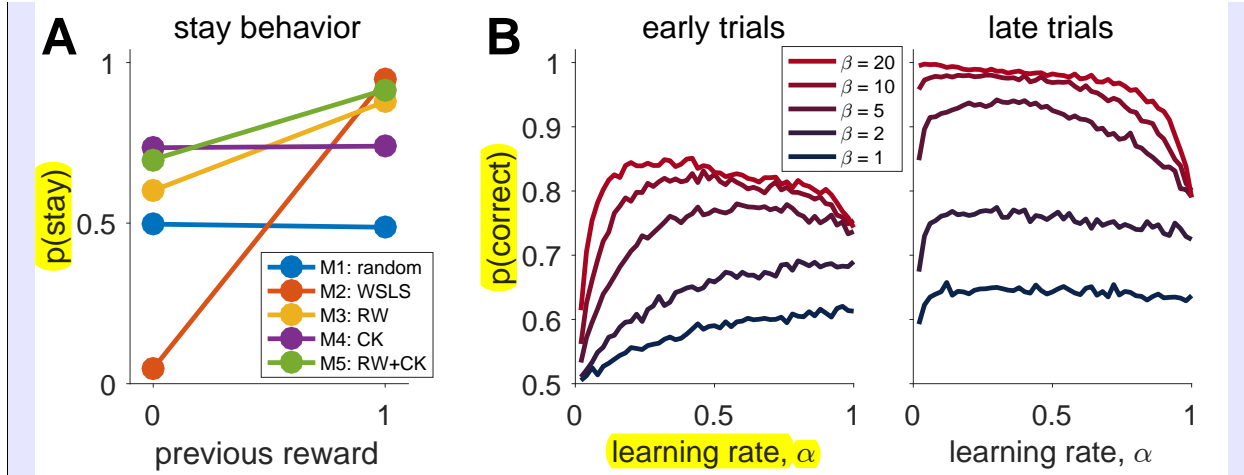 A
stay behavior
1
0.5
0
p(stay)
0
1
previous reward
M1: random
M2: WSLS
M3: RW
M4: CK
M5: RW+CK
B
early trials
late trials
1
0.9
0.8
0.7
0.6
0.5
p(correct)
β = 20
β = 10
β = 5
β = 2
β = 1
0
0.5
1
learning rate, α
0
0.5
1
learning rate, α